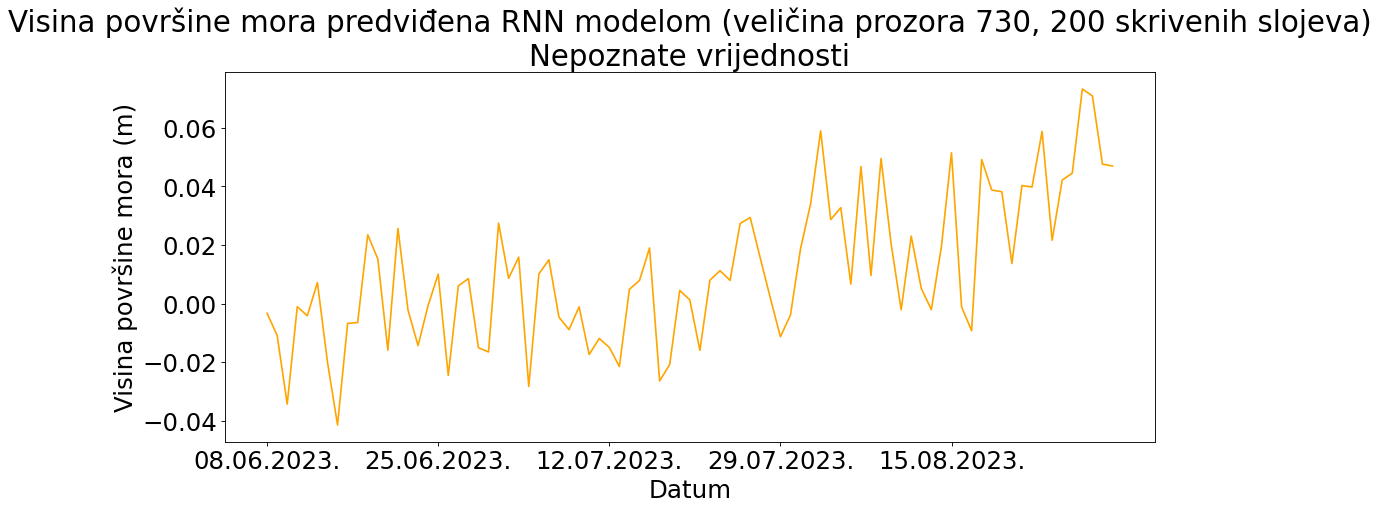 Visina površine mora predviđena RNN modelom (veličina prozora 730, 200 skrivenih slojeva)
Nepoznate vrijednosti
Visina površine mora (m)
0.06
0.04
0.02
0.00
−0.02
−0.04
08.06.2023. 25.06.2023. 12.07.2023. 29.07.2023. 15.08.2023.
Datum